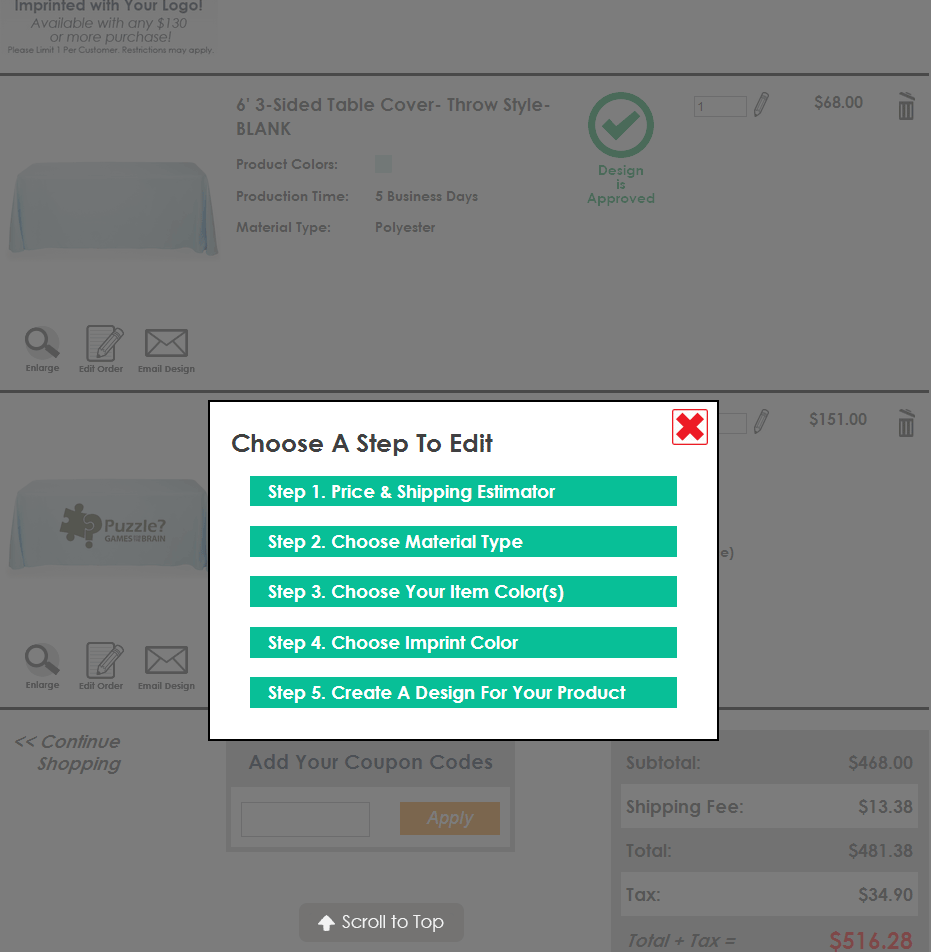 Imprinted with Your Logo!
Available with any $130
or more purchase!
Please Limit 1 Per Customer. Restrictions may apply.
6' 3-Sided Table Cover- Throw Style-
BLANK
Product Colors:
Production Time: 5 Business Days
Material Type: Polyester
Design
is
Approved
1
$68.00
Enlarge
Edit Order
Email Design
$151.00
Puzzle?
GAMES FOR THE BRAIN
e)
Choose A Step To Edit
Step 1. Price & Shipping Estimator
Step 2. Choose Material Type
Step 3. Choose Your Item Color(s)
Step 4. Choose Imprint Color
Step 5. Create A Design For Your Product
Enlarge
Edit Order
Email Design
<< Continue
Shopping
Add Your Coupon Codes
Apply
Scroll to Top
Subtotal: $468.00
Shipping Fee: $13.38
Total: $481.38
Tax: $34.90
Total + Tax = $516.28